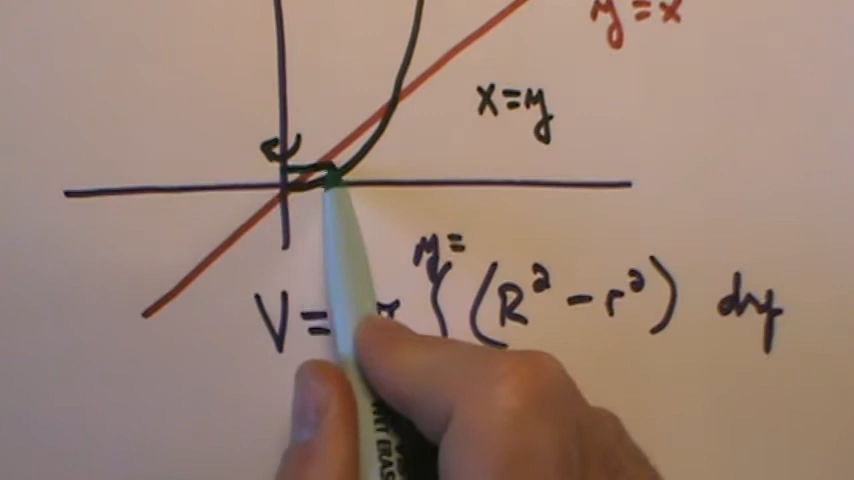 y = x
x = y
y =
V = π ∫ (R² - r²) dy